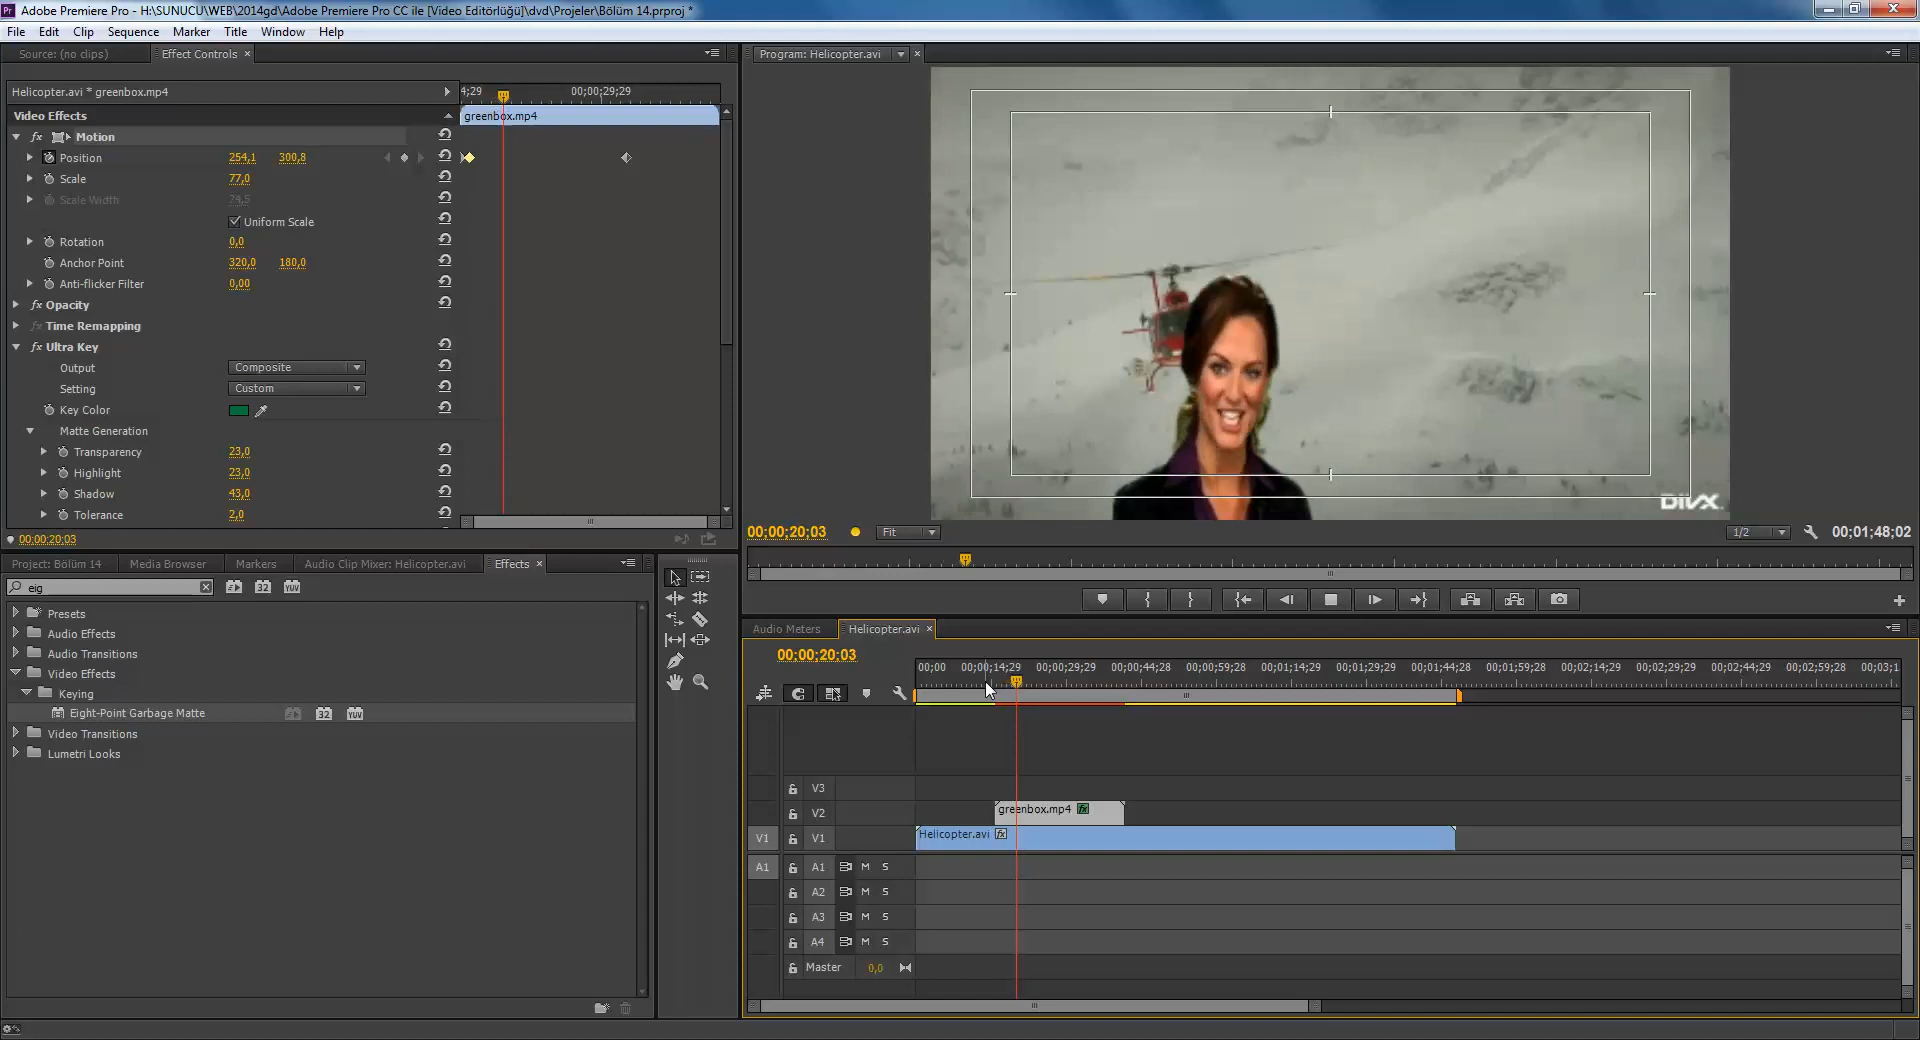 Adobe Premiere Pro - H:\SUNUCU\WEB\2014gd\Adobe Premiere Pro CC ile [Video Editörlüğü]\dvd\Projeler\Bölüm 14.prproj *
File Edit Clip Sequence Marker Title Window Help
Source: (no clips) Effect Controls
Program: Helicopter.avi
Helicopter.avi * greenbox.mp4
4;29 00;00;29;29
Video Effects
greenbox.mp4
fx Motion
Position 254,1 300,8
Scale 77,0
Scale Width 74,5
Uniform Scale
Rotation 0,0
Anchor Point 320,0 180,0
Anti-flicker Filter 0,00
fx Opacity
fx Time Remapping
fx Ultra Key
Output Composite
Setting Custom
Key Color
Matte Generation
Transparency 23,0
Highlight 23,0
Shadow 43,0
Tolerance 2,0
00;00;20;03
DIVX
00;00;20;03 Fit 1/2 00;01;48;02
Project: Bölüm 14 Media Browser Markers Audio Clip Mixer: Helicopter.avi Effects
eig 32 YUV
Presets
Audio Effects
Audio Transitions
Video Effects
Keying
Eight-Point Garbage Matte 32 YUV
Video Transitions
Lumetri Looks
Audio Meters Helicopter.avi
00;00;20;03
00;00 00;00;14;29 00;00;29;29 00;00;44;28 00;00;59;28 00;01;14;29 00;01;29;29 00;01;44;28 00;01;59;28 00;02;14;29 00;02;29;29 00;02;44;29 00;02;59;28 00;03;1
V3
V2 greenbox.mp4 fx
V1 V1 Helicopter.avi fx
A1 A1 M S
A2 M S
A3 M S
A4 M S
Master 0,0